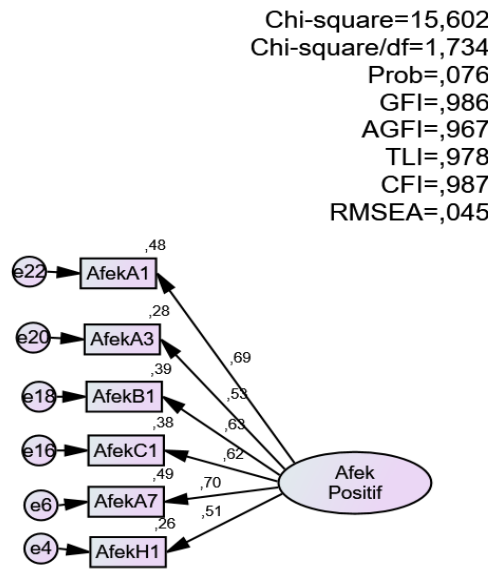 Chi-square=15,602
Chi-square/df=1,734
Prob=,076
GFI=,986
AGFI=,967
TLI=,978
CFI=,987
RMSEA=,045
,48
e22
AfekA1
,28
e20
AfekA3
,69
,39
e18
AfekB1
,53
,38
e16
AfekC1
,63
,62
,49
e6
AfekA7
,70
Afek
Positif
,26
e4
AfekH1
,51